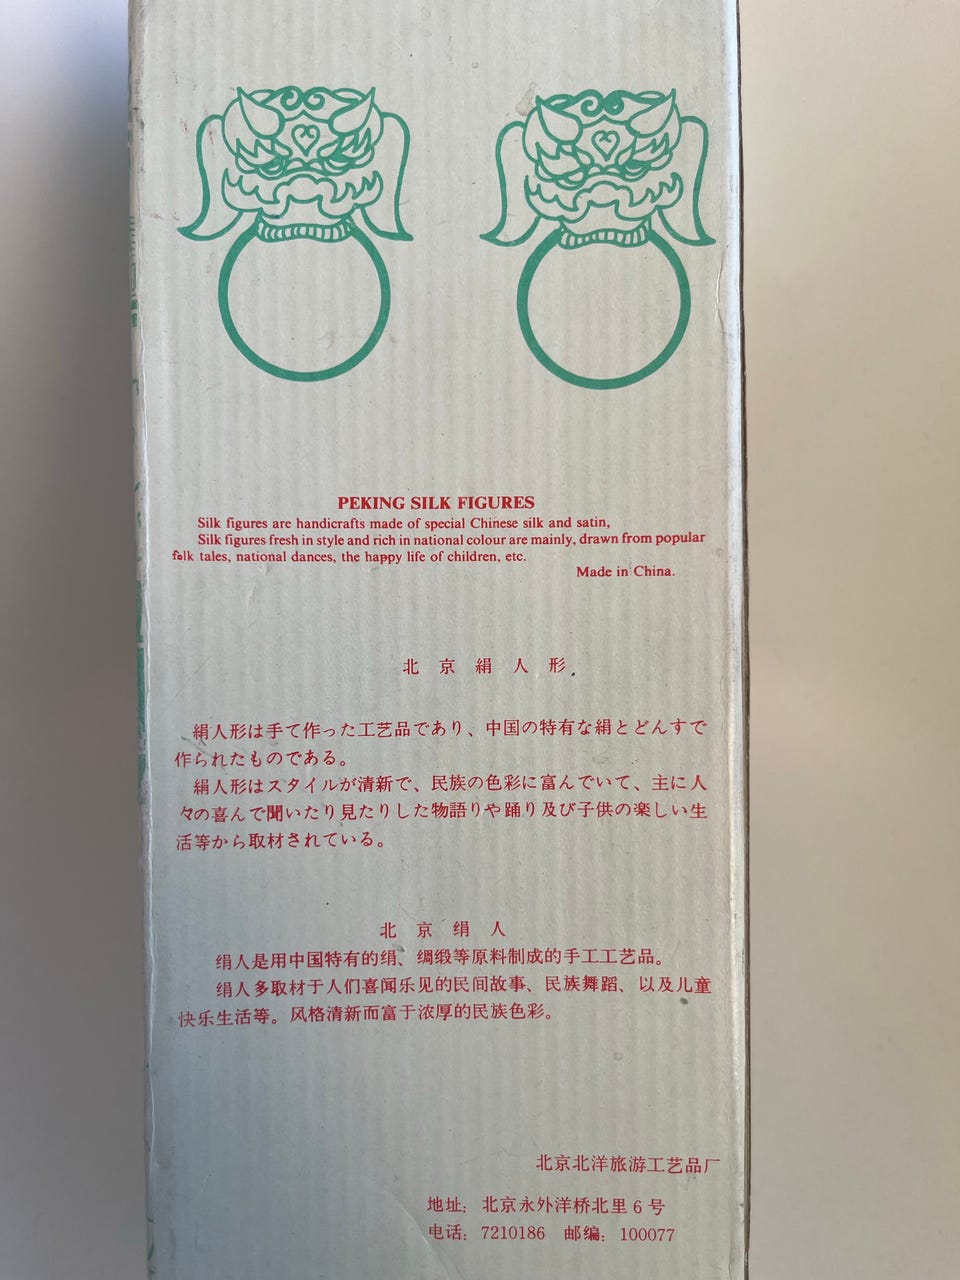 PEKING SILK FIGURES
Silk figures are handicrafts made of special Chinese silk and satin,
Silk figures fresh in style and rich in national colour are mainly, drawn from popular
folk tales, national dances, the happy life of children, etc.
Made in China.
北京絹人形.
絹人形は手て作った工芸品であり、中国の特有な絹とどんすで
作られたものである。
絹人形はスタイルが清新で、民族の色彩に富んでいて、主に人
々の喜んで聞いたり見たりした物語りや踊り及び子供の楽しい生
活等から取材されている。
北京绢人
绢人是用中国特有的绢、绸缎等原料制成的手工工艺品。
绢人多取材于人们喜闻乐见的民间故事、民族舞蹈、以及儿童
快乐生活等。风格清新而富于浓厚的民族色彩。
北京北洋旅游工艺品厂
地址：北京永外洋桥北里6号
电话：7210186 邮编：100077